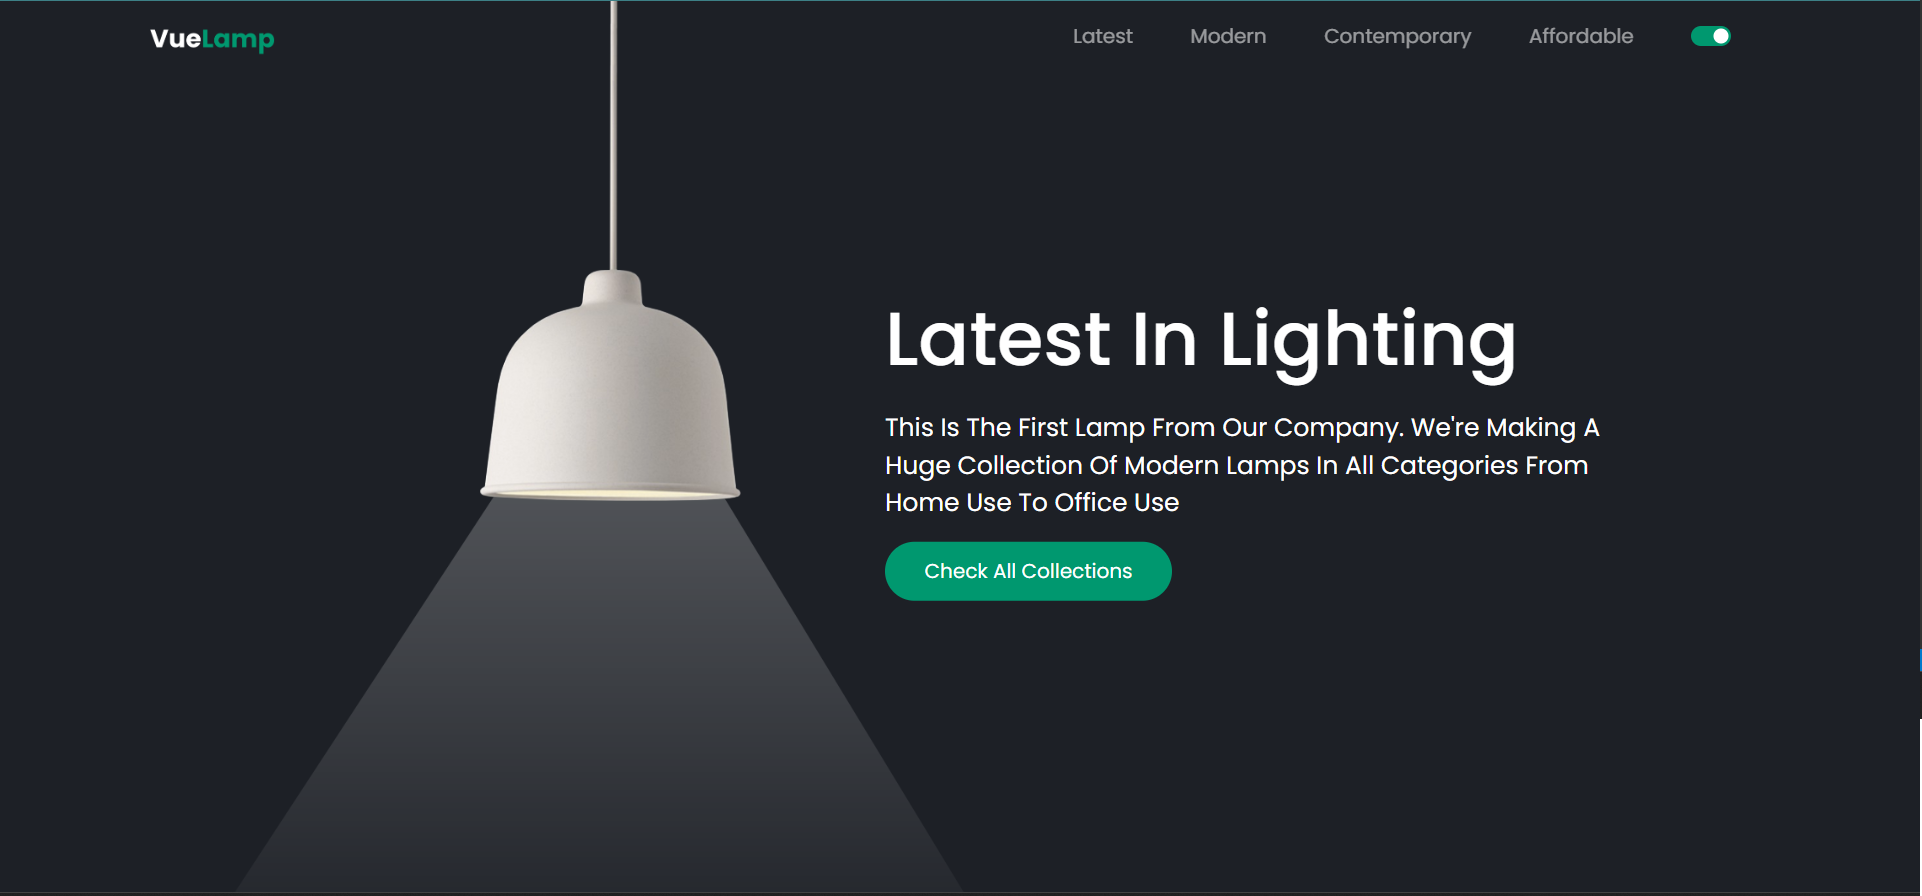 VueLamp
Latest
Modern
Contemporary
Affordable
Latest In Lighting
This Is The First Lamp From Our Company. We're Making A
Huge Collection Of Modern Lamps In All Categories From
Home Use To Office Use
Check All Collections